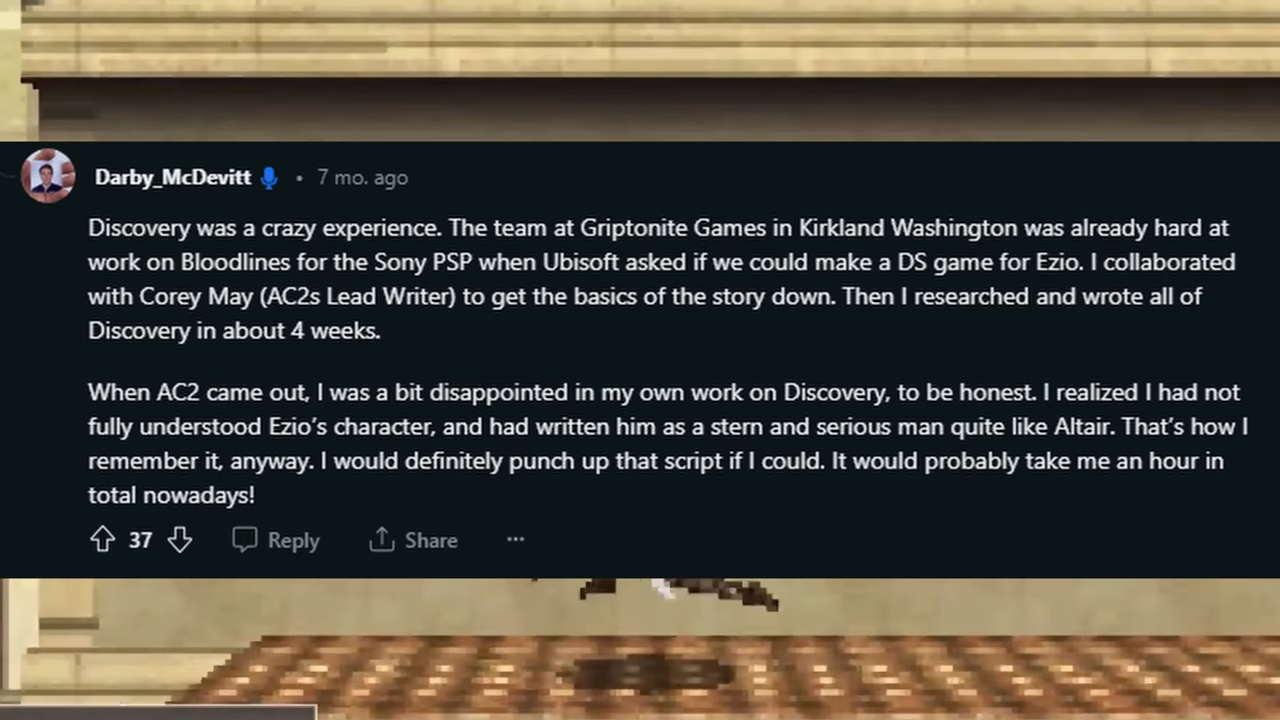 Darby_McDevitt • 7 mo. ago
Discovery was a crazy experience. The team at Griptonite Games in Kirkland Washington was already hard at
work on Bloodlines for the Sony PSP when Ubisoft asked if we could make a DS game for Ezio. I collaborated
with Corey May (AC2s Lead Writer) to get the basics of the story down. Then I researched and wrote all of
Discovery in about 4 weeks.
When AC2 came out, I was a bit disappointed in my own work on Discovery, to be honest. I realized I had not
fully understood Ezio’s character, and had written him as a stern and serious man quite like Altair. That’s how I
remember it, anyway. I would definitely punch up that script if I could. It would probably take me an hour in
total nowadays!
37 Reply Share ...